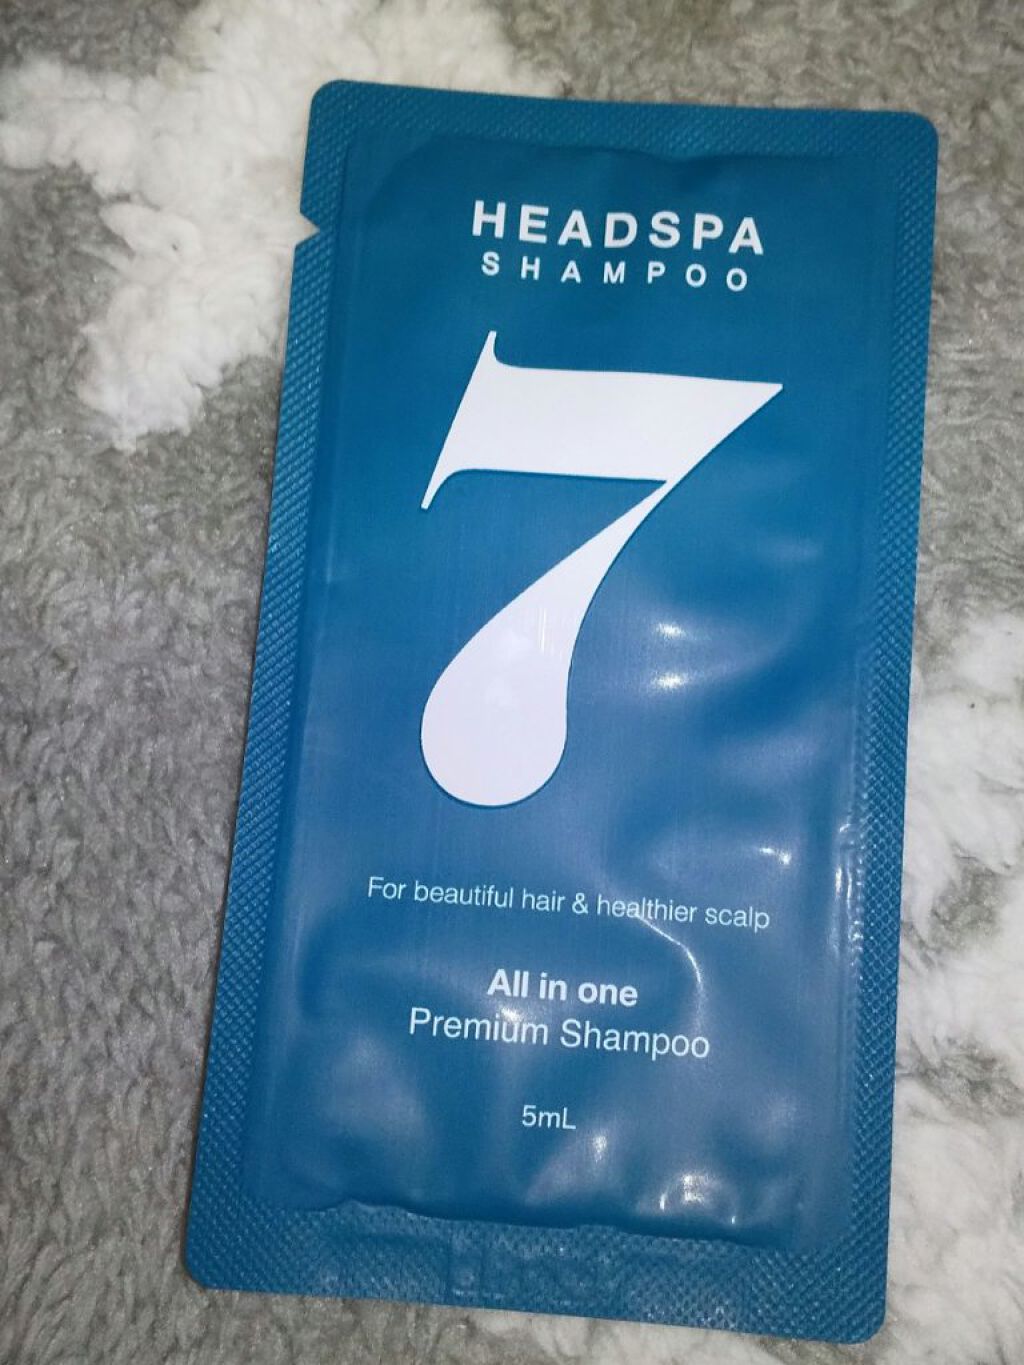 HEADSPA
SHAMPOO
7
For beautiful hair & healthier scalp
All in one
Premium Shampoo
5mL